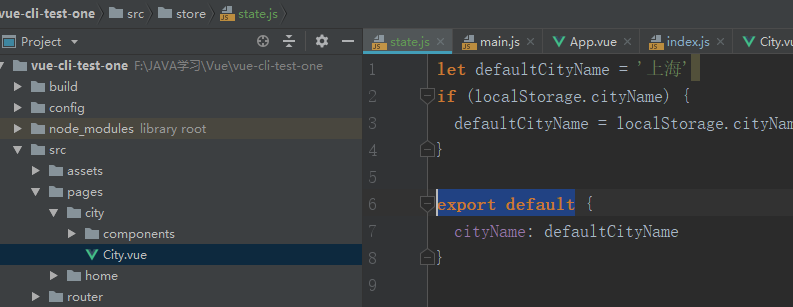 vue-cli-test-one src store state.js
Project
state.js main.js App.vue index.js City.v
vue-cli-test-one F:\JAVA学习\Vue\vue-cli-test-one
build
config
node_modules library root
src
assets
pages
city
components
City.vue
home
router
1 let defaultCityName = '上海'
2 if (localStorage.cityName) {
3 defaultCityName = localStorage.cityNam
4 }
5
6 export default {
7 cityName: defaultCityName
8 }
9